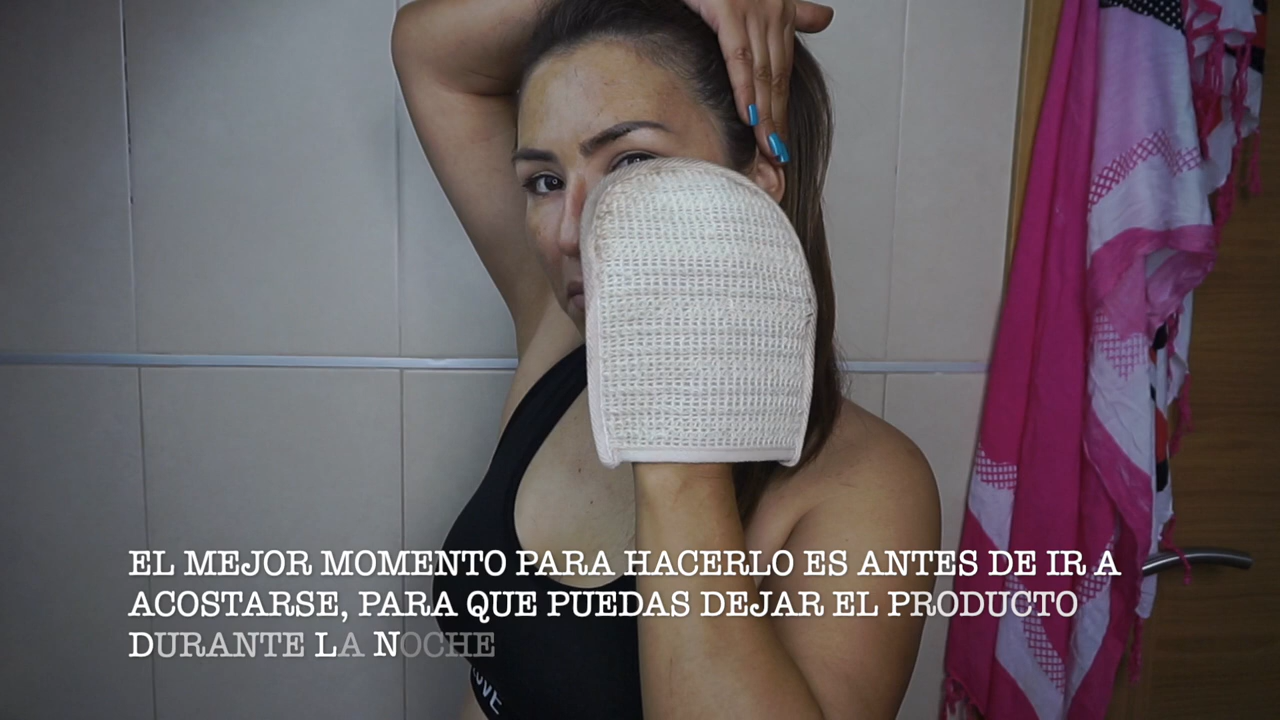 EL MEJOR MOMENTO PARA HACERLO ES ANTES DE IR A
ACOSTARSE, PARA QUE PUEDAS DEJAR EL PRODUCTO
DURANTE LA NOCHE